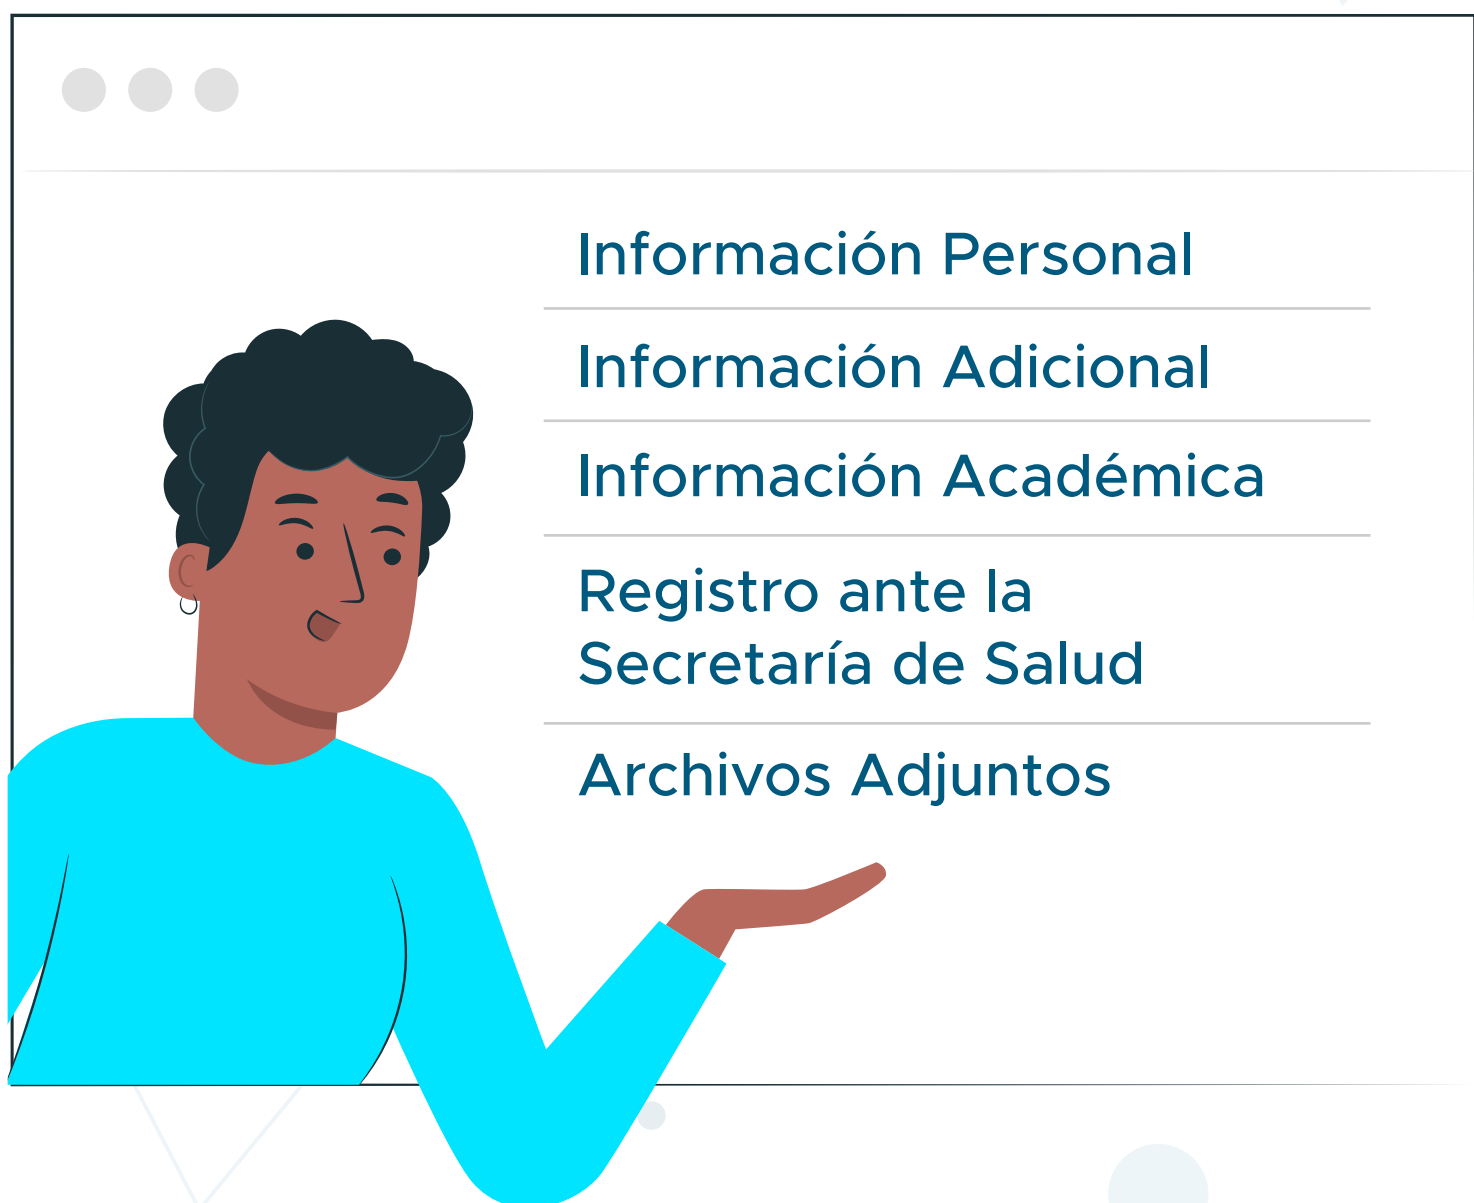 Información Personal
Información Adicional
Información Académica
Registro ante la
Secretaría de Salud
Archivos Adjuntos